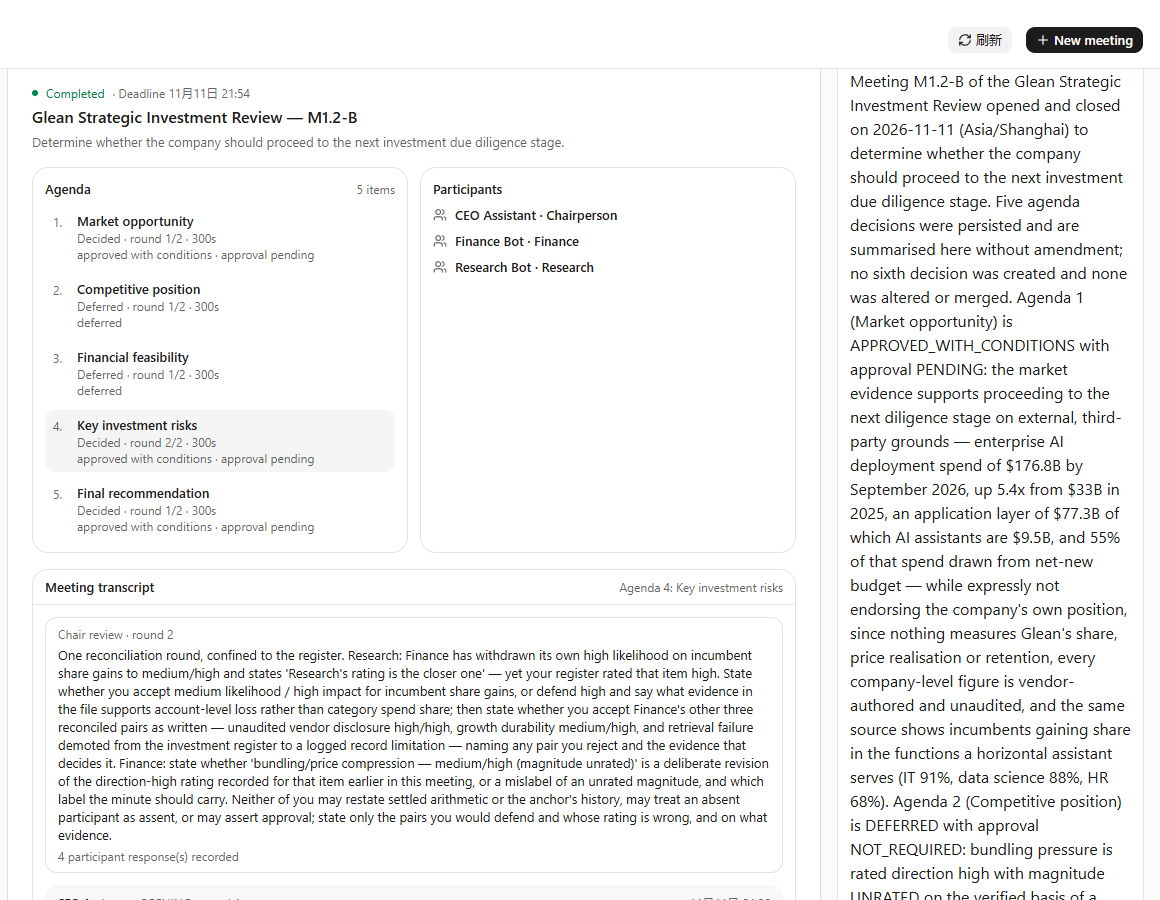 刷新
New meeting
Completed · Deadline 11月11日 21:54
Glean Strategic Investment Review — M1.2-B
Determine whether the company should proceed to the next investment due diligence stage.
Agenda
5 items
1. Market opportunity
Decided · round 1/2 · 300s
approved with conditions · approval pending
2. Competitive position
Deferred · round 1/2 · 300s
deferred
3. Financial feasibility
Deferred · round 1/2 · 300s
deferred
4. Key investment risks
Decided · round 2/2 · 300s
approved with conditions · approval pending
5. Final recommendation
Decided · round 1/2 · 300s
approved with conditions · approval pending
Participants
CEO Assistant · Chairperson
Finance Bot · Finance
Research Bot · Research
Meeting transcript
Agenda 4: Key investment risks
Chair review · round 2
One reconciliation round, confined to the register. Research: Finance has withdrawn its own high likelihood on incumbent
share gains to medium/high and states 'Research's rating is the closer one' — yet your register rated that item high. State
whether you accept medium likelihood / high impact for incumbent share gains, or defend high and say what evidence in
the file supports account-level loss rather than category spend share; then state whether you accept Finance's other three
reconciled pairs as written — unaudited vendor disclosure high/high, growth durability medium/high, and retrieval failure
demoted from the investment register to a logged record limitation — naming any pair you reject and the evidence that
decides it. Finance: state whether 'bundling/price compression — medium/high (magnitude unrated)' is a deliberate revision
of the direction-high rating recorded for that item earlier in this meeting, or a mislabel of an unrated magnitude, and which
label the minute should carry. Neither of you may restate settled arithmetic or the anchor's history, may treat an absent
participant as assent, or may assert approval; state only the pairs you would defend and whose rating is wrong, and on what
evidence.
4 participant response(s) recorded
Meeting M1.2-B of the Glean Strategic
Investment Review opened and closed
on 2026-11-11 (Asia/Shanghai) to
determine whether the company
should proceed to the next investment
due diligence stage. Five agenda
decisions were persisted and are
summarised here without amendment;
no sixth decision was created and none
was altered or merged. Agenda 1
(Market opportunity) is
APPROVED_WITH_CONDITIONS with
approval PENDING: the market
evidence supports proceeding to the
next diligence stage on external, third-
party grounds — enterprise AI
deployment spend of $176.8B by
September 2026, up 5.4x from $33B in
2025, an application layer of $77.3B of
which AI assistants are $9.5B, and 55%
of that spend drawn from net-new
budget — while expressly not
endorsing the company's own position,
since nothing measures Glean's share,
price realisation or retention, every
company-level figure is vendor-
authored and unaudited, and the same
source shows incumbents gaining share
in the functions a horizontal assistant
serves (IT 91%, data science 88%, HR
68%). Agenda 2 (Competitive position)
is DEFERRED with approval
NOT_REQUIRED: bundling pressure is
rated direction high with magnitude
UNRATED on the verified basis of a